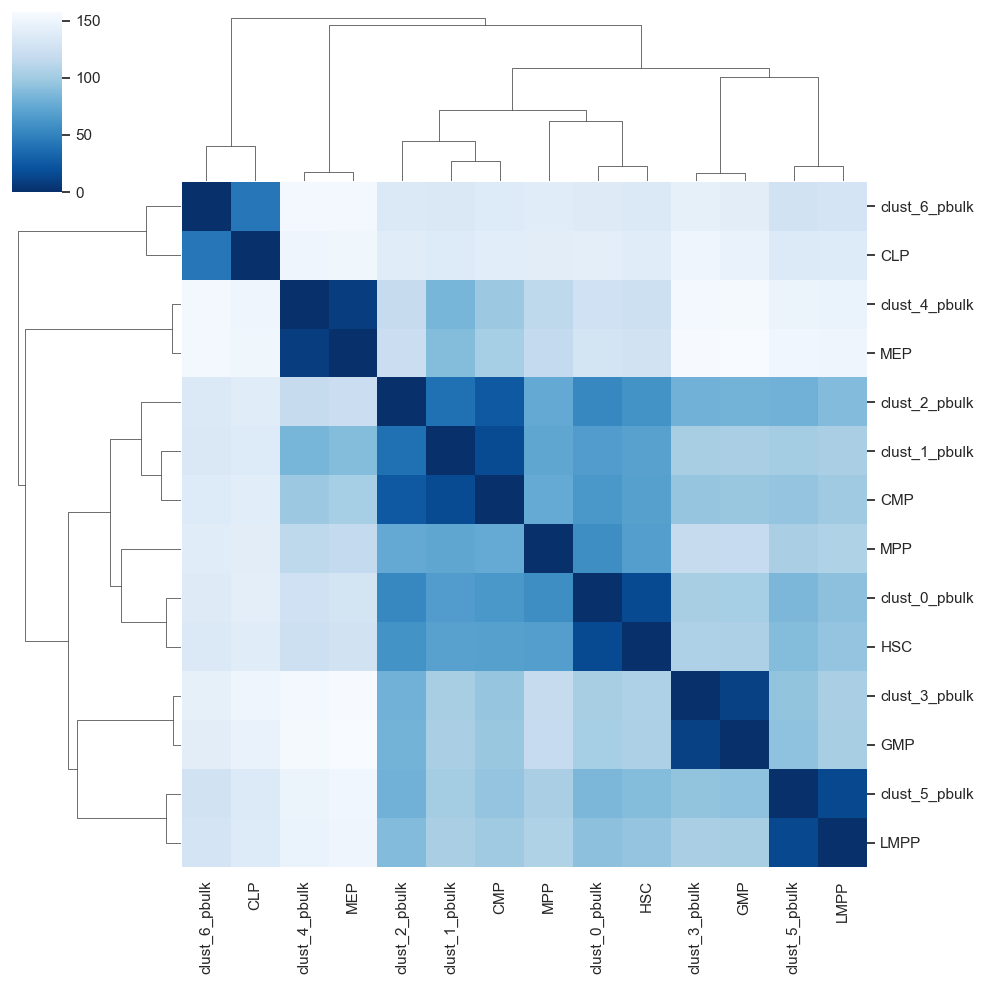 150
100
50
0
clust_6_pbulk
CLP
clust_4_pbulk
MEP
clust_2_pbulk
clust_1_pbulk
CMP
MPP
clust_0_pbulk
HSC
clust_3_pbulk
GMP
clust_5_pbulk
LMPP
clust_6_pbulk
CLP
clust_4_pbulk
MEP
clust_2_pbulk
clust_1_pbulk
CMP
MPP
clust_0_pbulk
HSC
clust_3_pbulk
GMP
clust_5_pbulk
LMPP